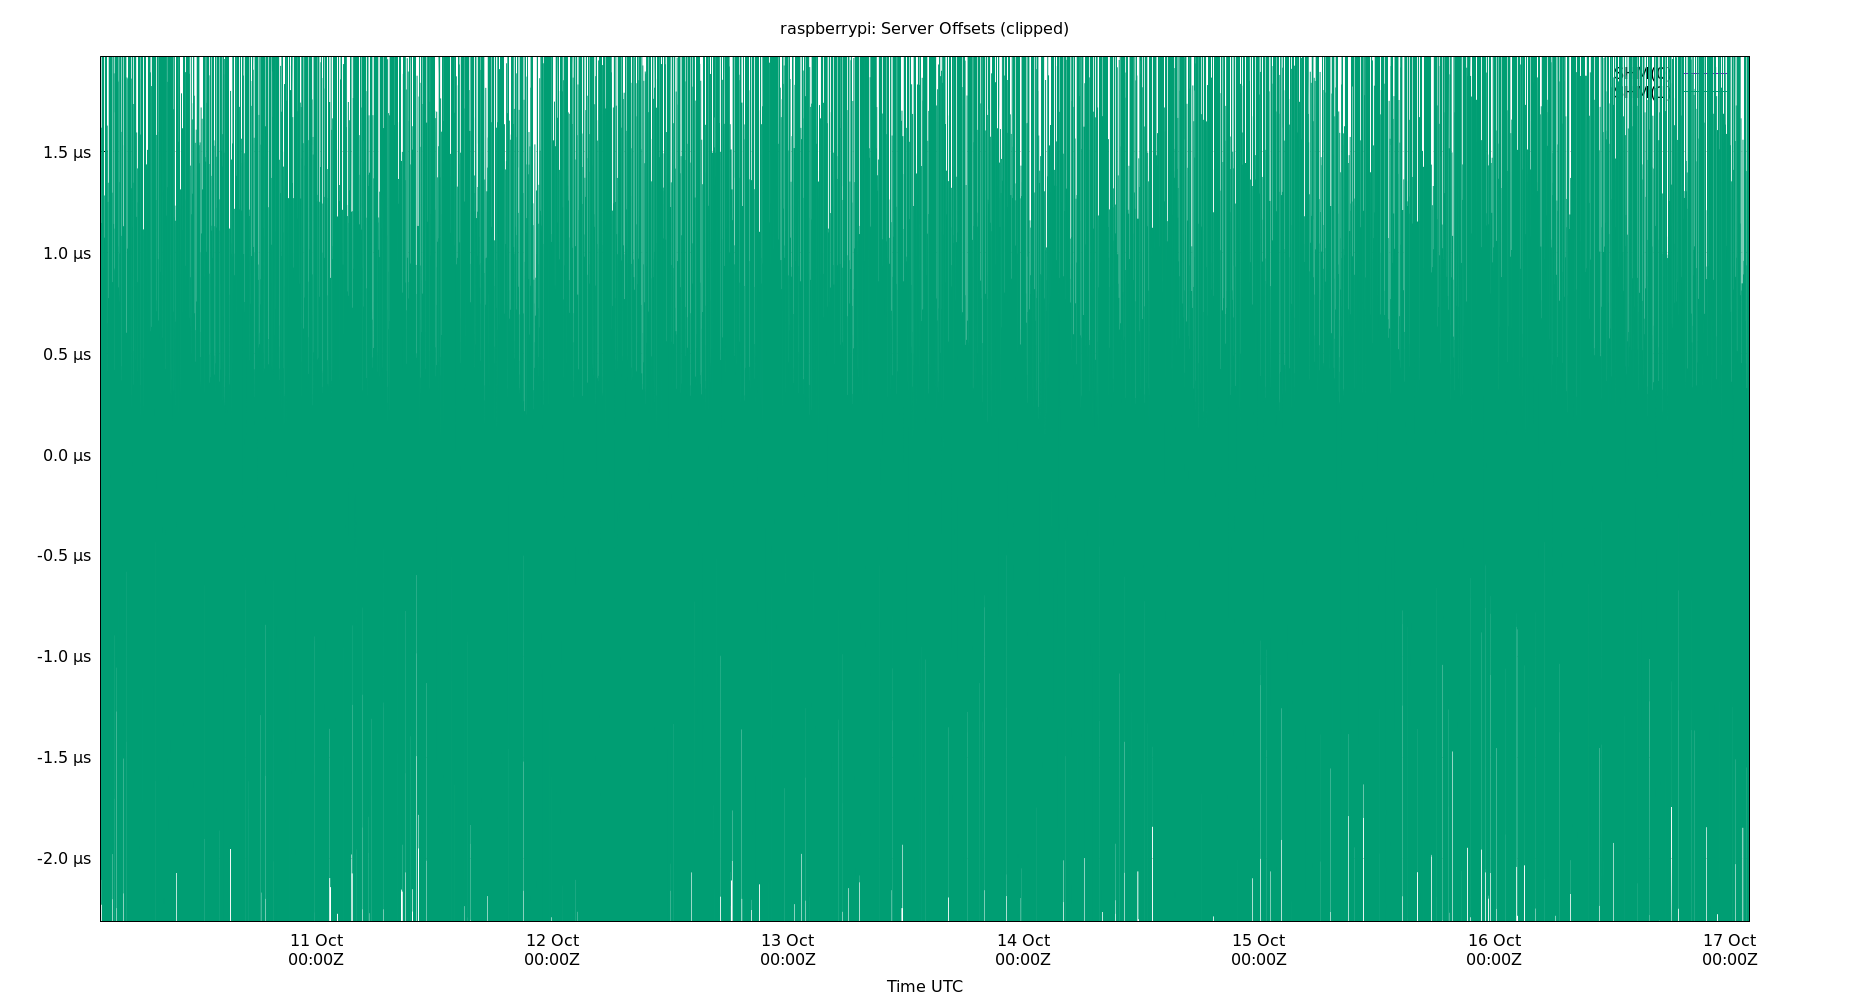 raspberrypi: Server Offsets (clipped)
1.5 µs
1.0 µs
0.5 µs
0.0 µs
-0.5 µs
-1.0 µs
-1.5 µs
-2.0 µs
11 Oct 12 Oct 13 Oct 14 Oct 15 Oct 16 Oct 17 Oct
00:00Z 00:00Z 00:00Z 00:00Z 00:00Z 00:00Z 00:00Z
Time UTC